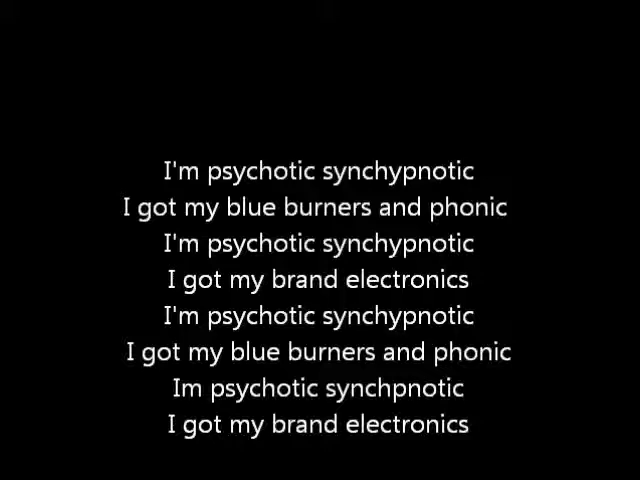 I'm psychotic synchypnotic
I got my blue burners and phonic
I'm psychotic synchypnotic
I got my brand electronics
I'm psychotic synchypnotic
I got my blue burners and phonic
Im psychotic synchpnotic
I got my brand electronics